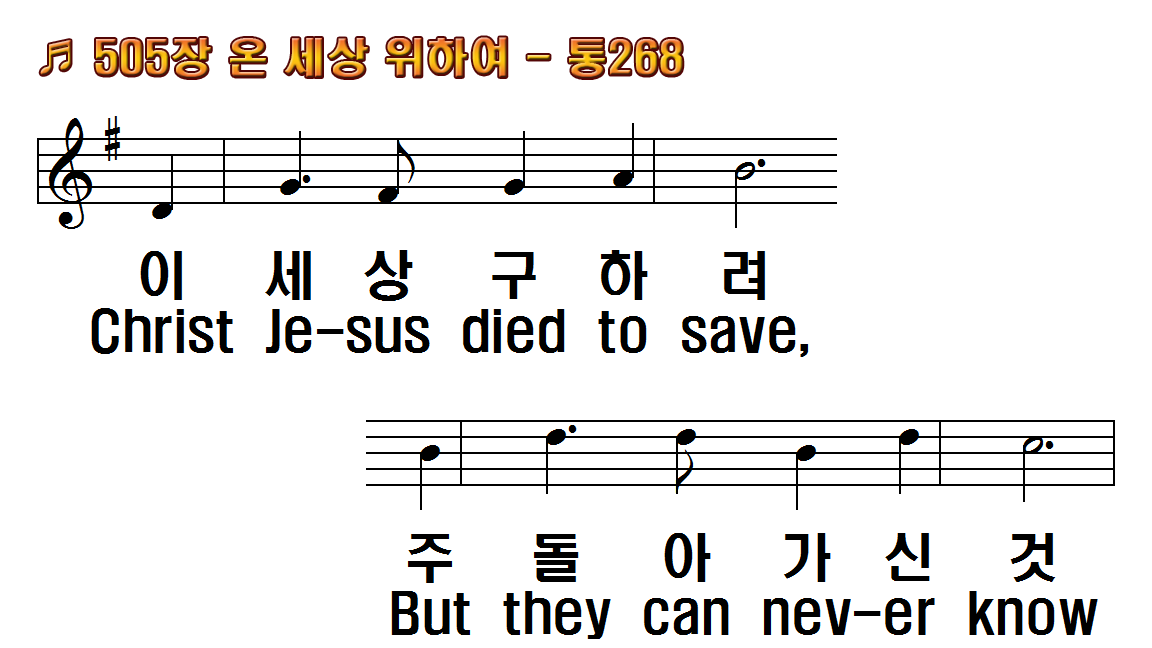 ♬ 505장 온 세상 위하여 - 통268
이 세 상 구 하 려
Christ Je-sus died to save,
주 돌 아 가 신 것
But they can nev-er know